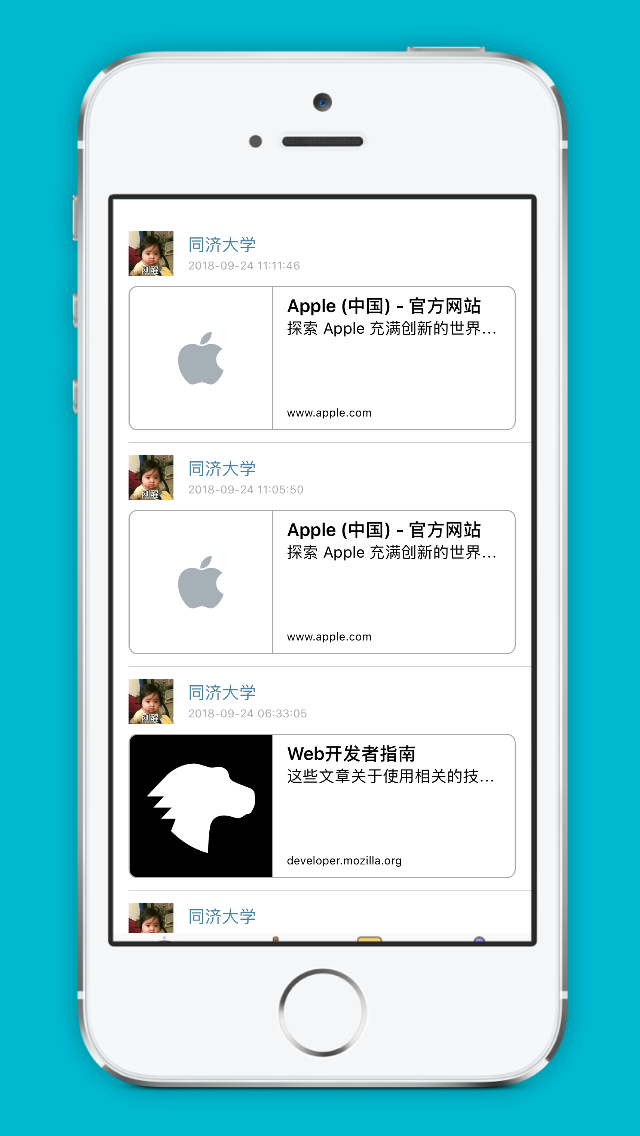 同济大学
2018-09-24 11:11:46
Apple (中国) - 官方网站
探索 Apple 充满创新的世界...
www.apple.com
同济大学
2018-09-24 11:05:50
Apple (中国) - 官方网站
探索 Apple 充满创新的世界...
www.apple.com
同济大学
2018-09-24 06:33:05
Web开发者指南
这些文章关于使用相关的技...
developer.mozilla.org
同济大学